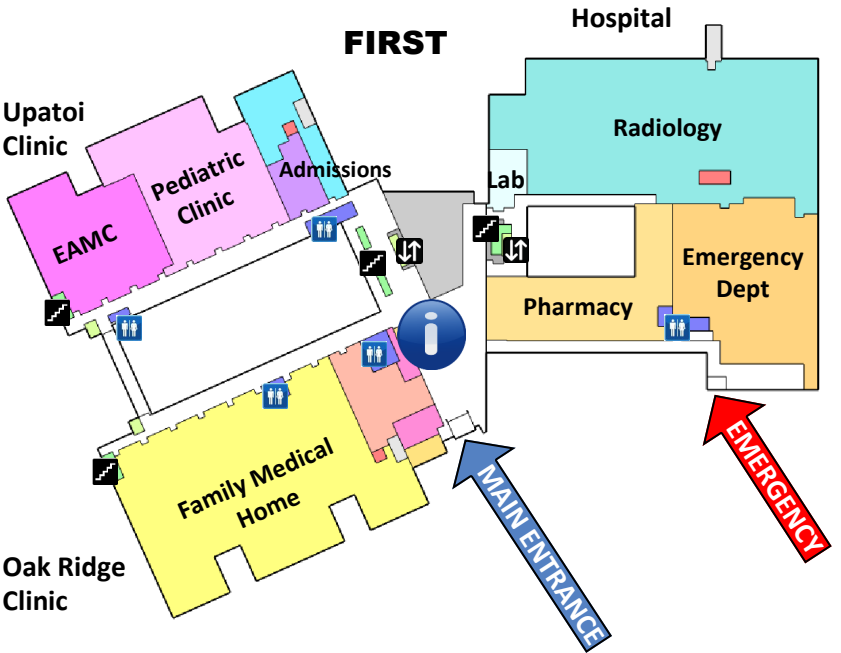 FIRST
Hospital
Upatoi
Clinic
Radiology
Pediatric
Clinic
Admissions
Lab
EAMC
Emergency
Dept
Pharmacy
i
Family Medical
Home
MAIN ENTRANCE
EMERGENCY
Oak Ridge
Clinic